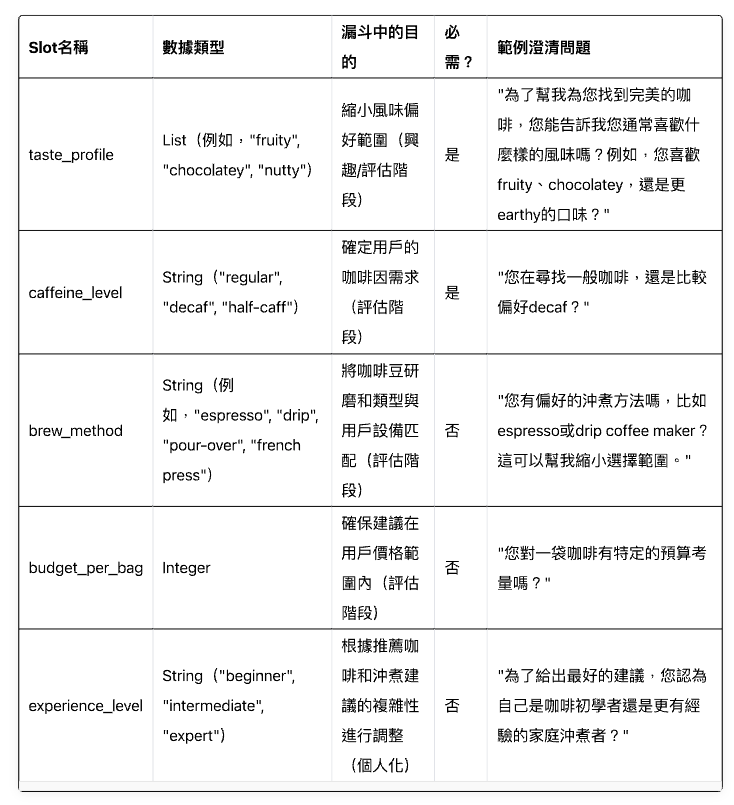 Slot名稱
數據類型
漏斗中的目
的
必
需？
範例澄清問題
taste_profile
List（例如，"fruity",
"chocolatey", "nutty"）
縮小風味偏
好範圍（興
趣/評估階
段）
是
"為了幫我為您找到完美的咖
啡，您能告訴我您通常喜歡什
麼樣的風味嗎？例如，您喜歡
fruity、chocolatey，還是更
earthy的口味？"
caffeine_level
String（"regular",
"decaf", "half-caff"）
確定用戶的
咖啡因需求
（評估階
段）
是
"您在尋找一般咖啡，還是比較
偏好decaf？"
brew_method
String（例
如，"espresso", "drip",
"pour-over", "french
press"）
將咖啡豆研
磨和類型與
用戶設備匹
配（評估階
段）
否
"您有偏好的沖煮方法嗎，比如
espresso或drip coffee maker？
這可以幫我縮小選擇範圍。"
budget_per_bag
Integer
確保建議在
用戶價格範
圍內（評估
階段）
否
"您對一袋咖啡有特定的預算考
量嗎？"
experience_level
String（"beginner",
"intermediate",
"expert"）
根據推薦咖
啡和沖煮建
議的複雜性
進行調整
（個人化）
否
"為了給出最好的建議，您認為
自己是咖啡初學者還是更有經
驗的家庭沖煮者？"